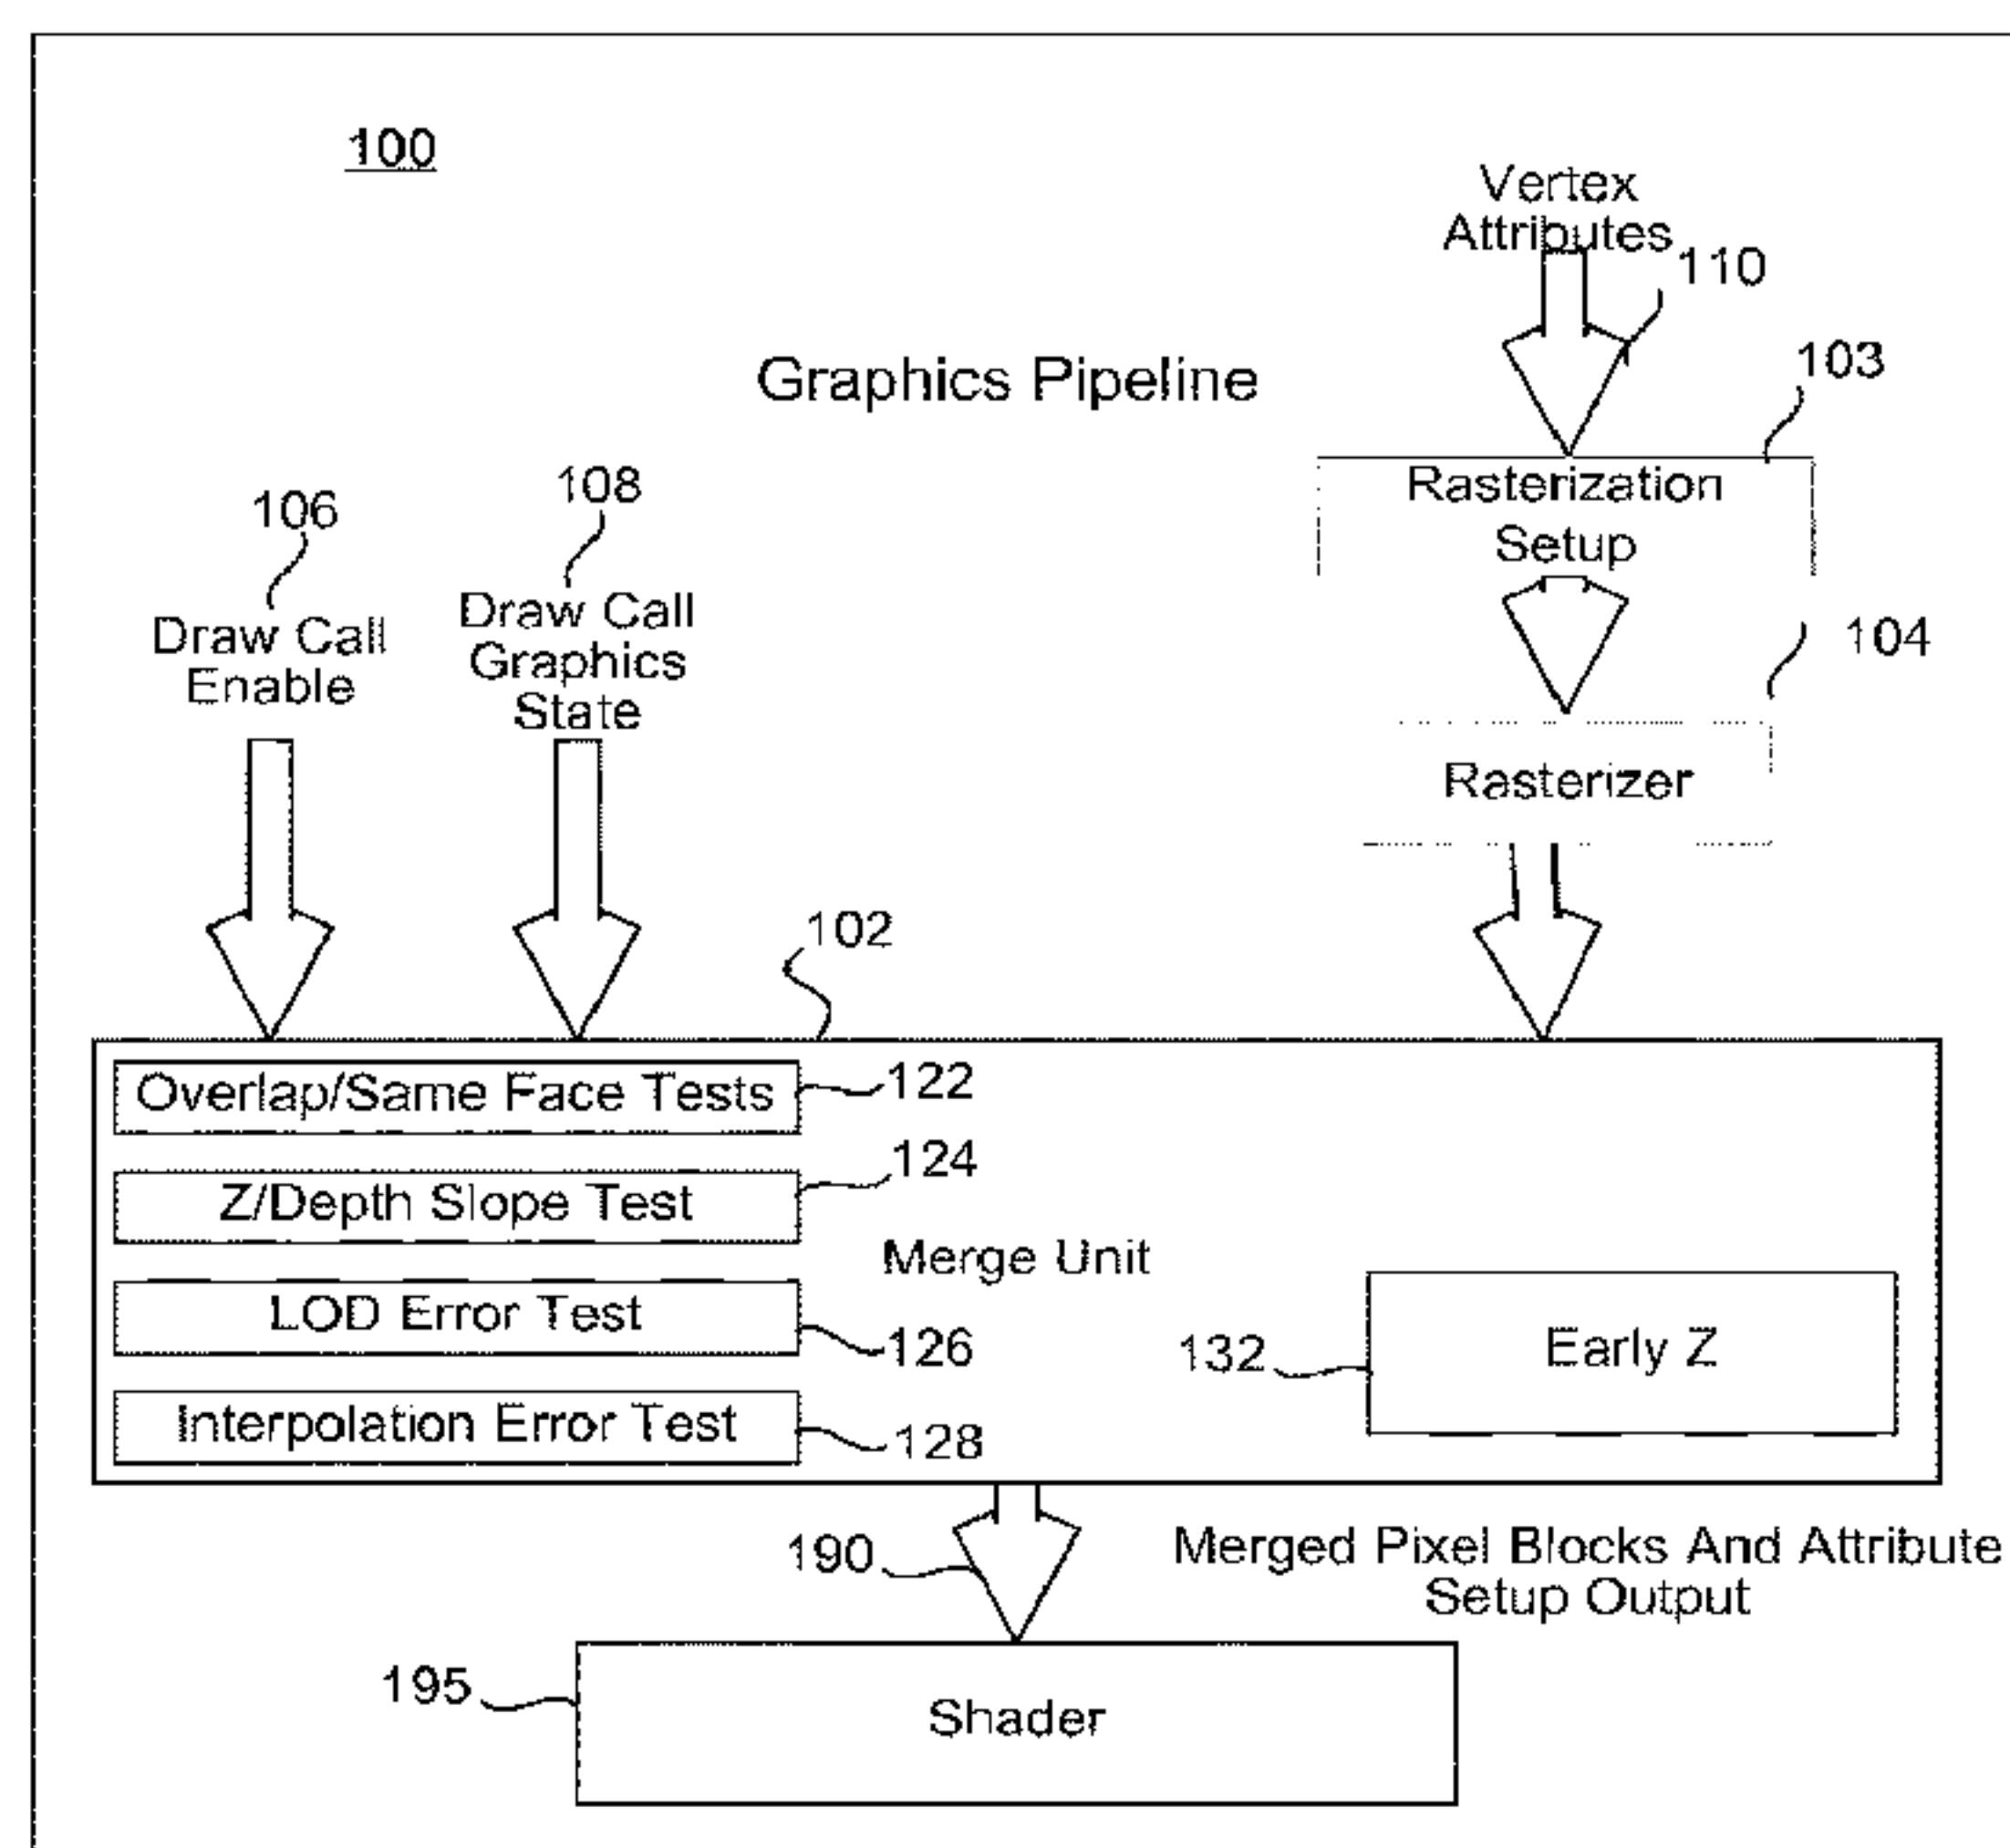 100
Vertex
Attributes
110
Graphics Pipeline
103
Rasterization
Setup
106
108
Draw Call
Enable
Draw Call
Graphics
State
104
Rasterizer
102
Overlap/Same Face Tests
122
Z/Depth Slope Test
124
Merge Unit
LOD Error Test
126
132
Early Z
Interpolation Error Test
128
190
Merged Pixel Blocks And Attribute
Setup Output
195
Shader